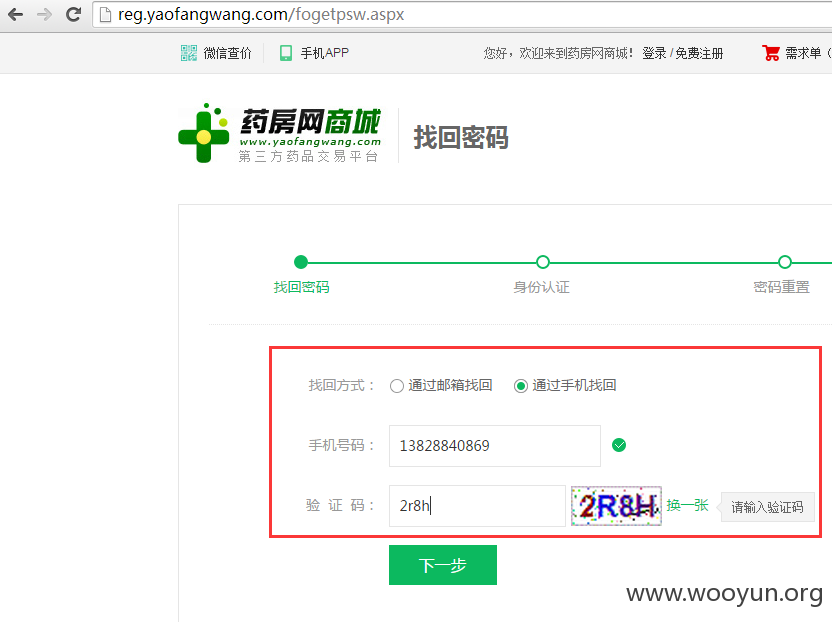 reg.yaofangwang.com/fogetpsw.aspx
微信查价 手机APP 您好，欢迎来到药房网商城！ 登录 / 免费注册 需求单（
药房网商城
www.yaofangwang.com
第三方药品交易平台
找回密码
找回密码 身份认证 密码重置
找回方式： 通过邮箱找回 通过手机找回
手机号码： 13828840869
验 证 码： 2r8h 2R8H 换一张 请输入验证码
下一步
www.wooyun.org